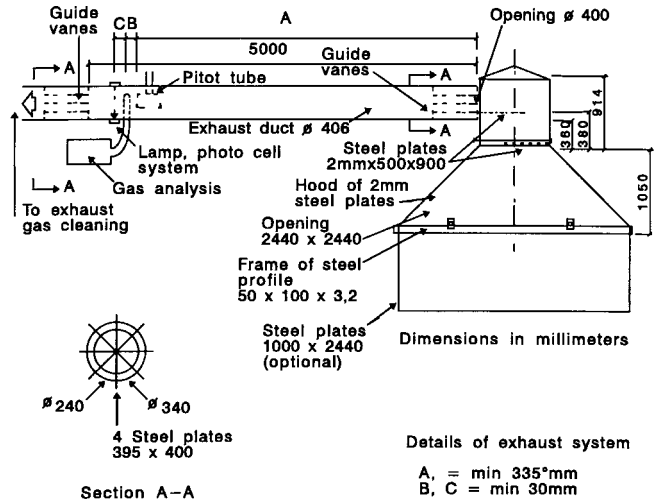 Guide
vanes
C B
A
5000
Opening ø 400
A
Guide
vanes
A
Pitot tube
914
380
380
Exhaust duct ø 406
A
Steel plates
2mmx500x900
Lamp, photo cell
system
Gas analysis
A
Hood of 2mm
steel plates
1050
To exhaust
gas cleaning
Opening
2440 x 2440
Frame of steel
profile
50 x 100 x 3,2
Steel plates
1000 x 2440
(optional)
Dimensions in millimeters
ø 240
ø 340
4 Steel plates
395 x 400
Section A-A
Details of exhaust system
A, = min 335°mm
B, C = min 30mm